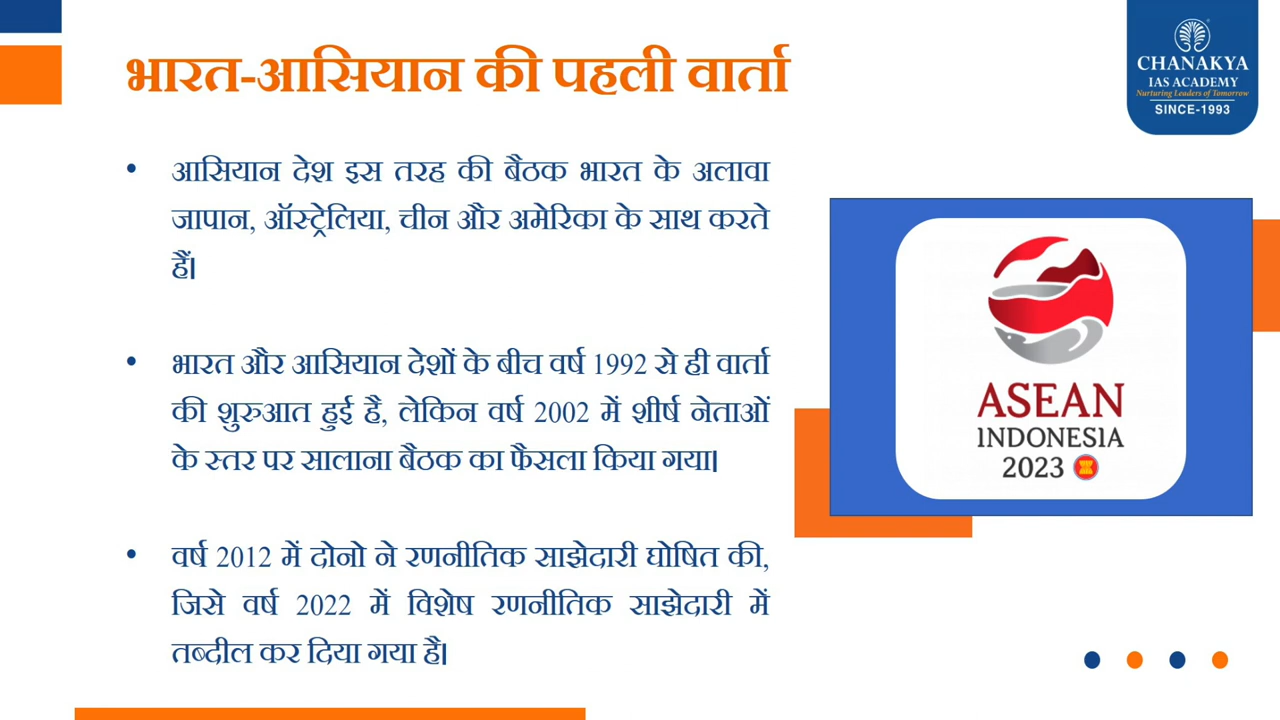 भारत-आसियान की पहली वार्ता
CHANAKYA
IAS ACADEMY
Nurturing Leaders of Tomorrow
SINCE-1993
• आसियान देश इस तरह की बैठक भारत के अलावा
जापान, ऑस्ट्रेलिया, चीन और अमेरिका के साथ करते
हैं।
• भारत और आसियान देशों के बीच वर्ष 1992 से ही वार्ता
की शुरुआत हुई है, लेकिन वर्ष 2002 में शीर्ष नेताओं
के स्तर पर सालाना बैठक का फैसला किया गया।
• वर्ष 2012 में दोनो ने रणनीतिक साझेदारी घोषित की,
जिसे वर्ष 2022 में विशेष रणनीतिक साझेदारी में
तब्दील कर दिया गया है।
ASEAN
INDONESIA
2023